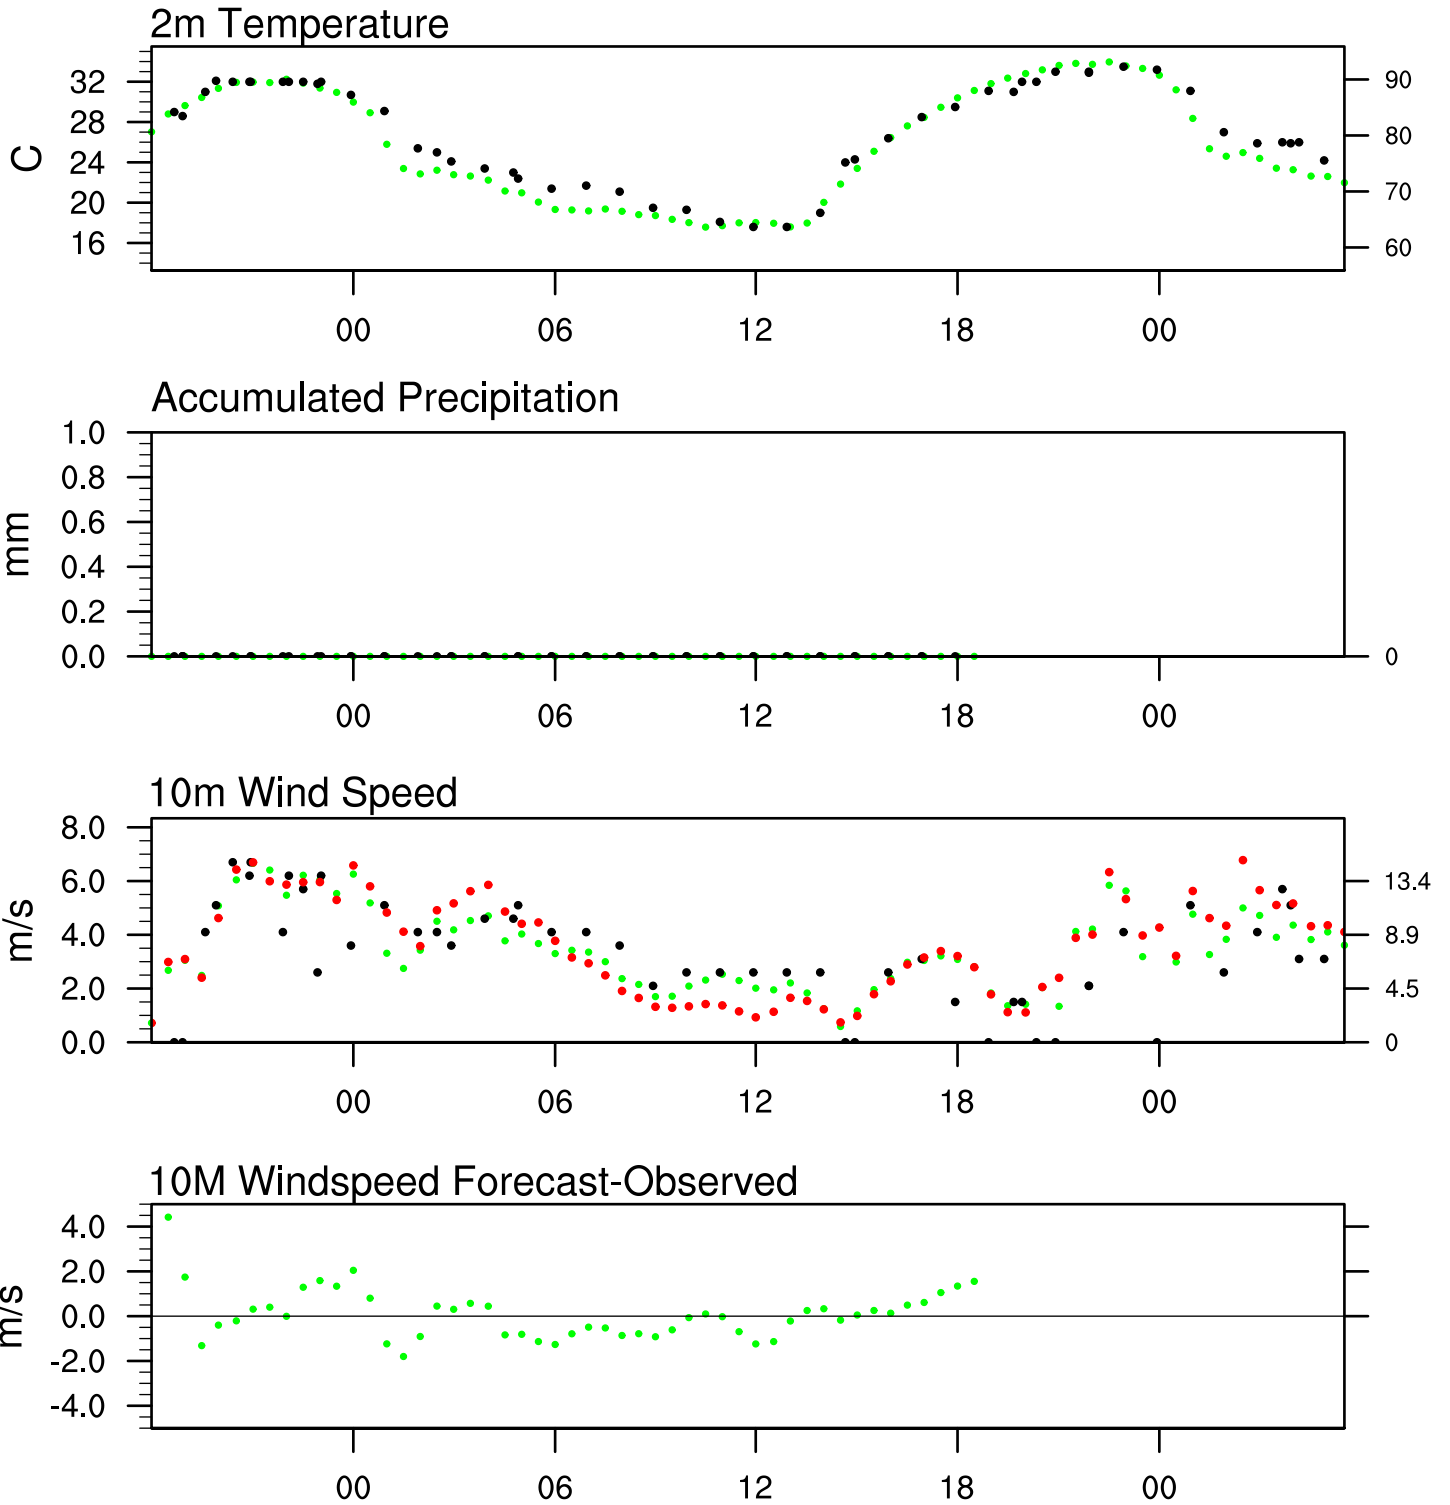 2m Temperature
32
28
24
20
16
C
90
80
70
60
00 06 12 18 00
Accumulated Precipitation
1.0
0.8
0.6
0.4
0.2
0.0
mm
0
00 06 12 18 00
10m Wind Speed
8.0
6.0
4.0
2.0
0.0
m/s
13.4
8.9
4.5
0
00 06 12 18 00
10M Windspeed Forecast-Observed
4.0
2.0
0.0
-2.0
-4.0
m/s
00 06 12 18 00